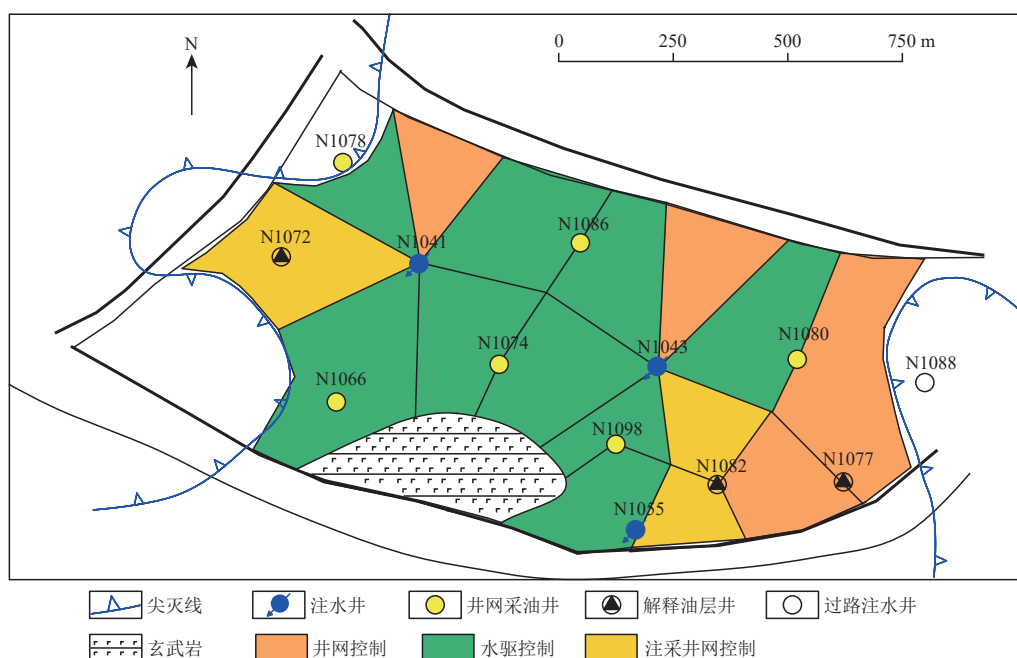 N
0 250 500 750 m
N1078
N1086
N1072
N1041
N1074
N1043
N1080
N1088
N1066
N1098
N1082
N1077
N1055
尖灭线 注水井 井网采油井 解释油层井 过路注水井
玄武岩 井网控制 水驱控制 注采井网控制